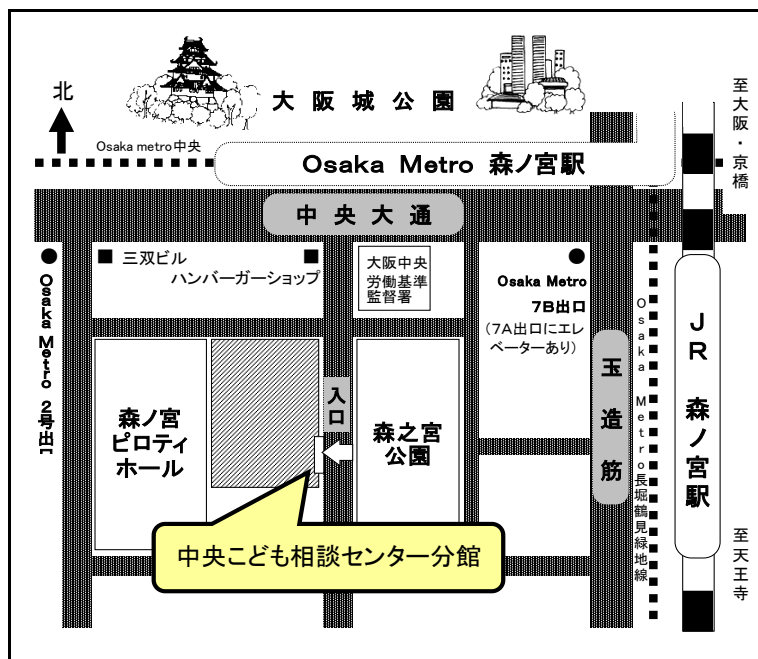 北
大阪城公園
至大阪・京橋
Osaka metro中央
Osaka Metro 森ノ宮駅
中央大通
三双ビル
ハンバーガーショップ
大阪中央
労働基準
監督署
Osaka Metro
7B出口
(7A出口にエレ
ベーターあり)
Osaka Metro 2号出口
森ノ宮
ピロティ
ホール
入口
森之宮
公園
玉造筋
Osaka Metro長堀鶴見緑地線
JR 森ノ宮駅
中央こども相談センター分館
至天王寺